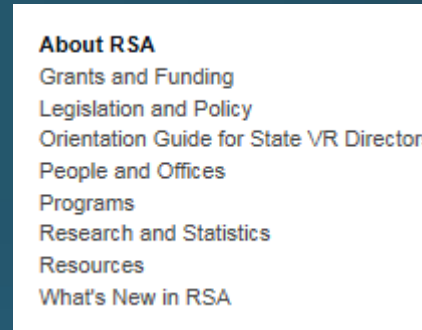 About RSA
Grants and Funding
Legislation and Policy
Orientation Guide for State VR Director
People and Offices
Programs
Research and Statistics
Resources
What's New in RSA